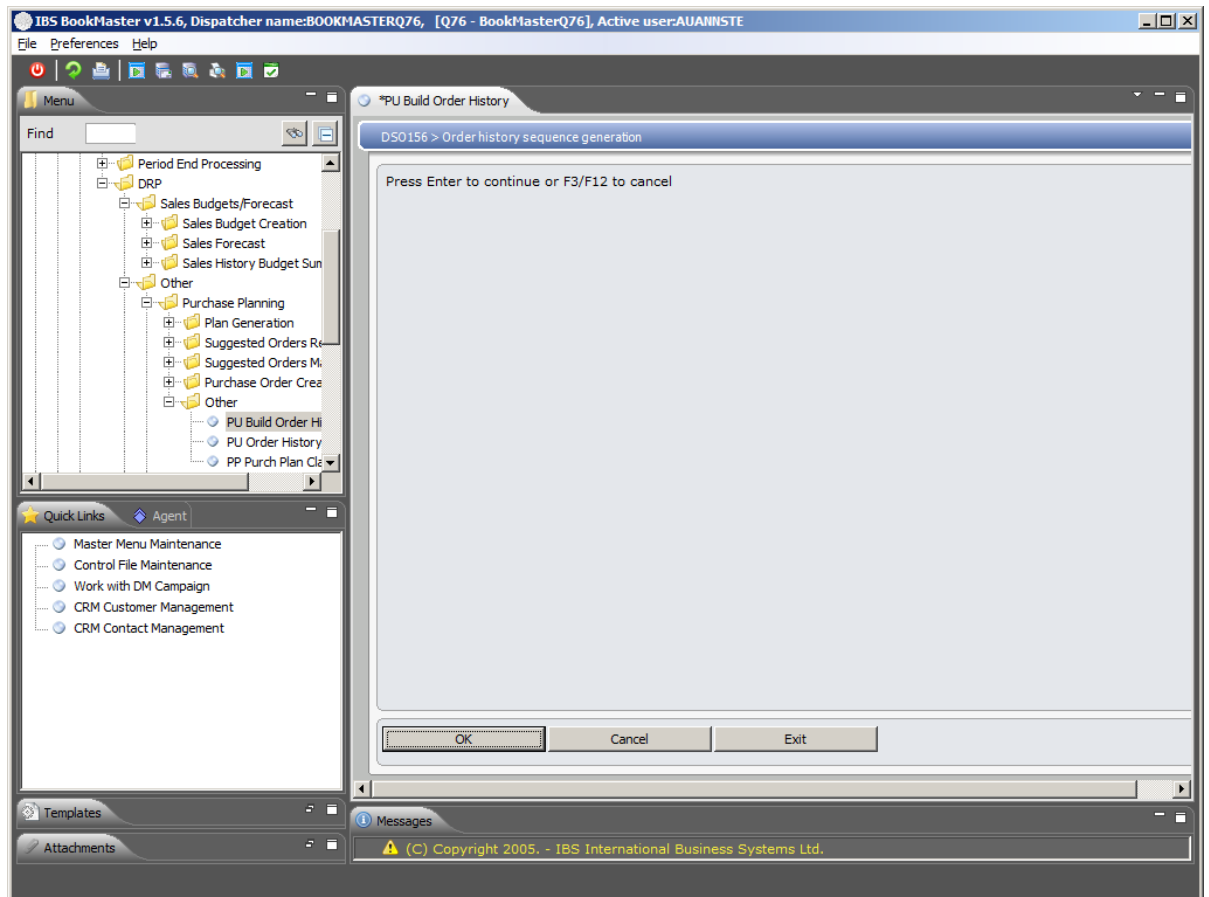 IBS BookMaster v1.5.6, Dispatcher name:BOOKMASTERQ76, [Q76 - BookMasterQ76], Active user:AUANNSTE
File Preferences Help
Menu
Find
Period End Processing
DRP
Sales Budgets/Forecast
Sales Budget Creation
Sales Forecast
Sales History Budget Sum
Other
Purchase Planning
Plan Generation
Suggested Orders Re
Suggested Orders Ma
Purchase Order Crea
Other
PU Build Order Hi
PU Order History
PP Purch Plan Cla
Quick Links Agent
Master Menu Maintenance
Control File Maintenance
Work with DM Campaign
CRM Customer Management
CRM Contact Management
Templates
Attachments
*PU Build Order History
DSO156 > Order history sequence generation
Press Enter to continue or F3/F12 to cancel
OK Cancel Exit
Messages
(C) Copyright 2005. - IBS International Business Systems Ltd.